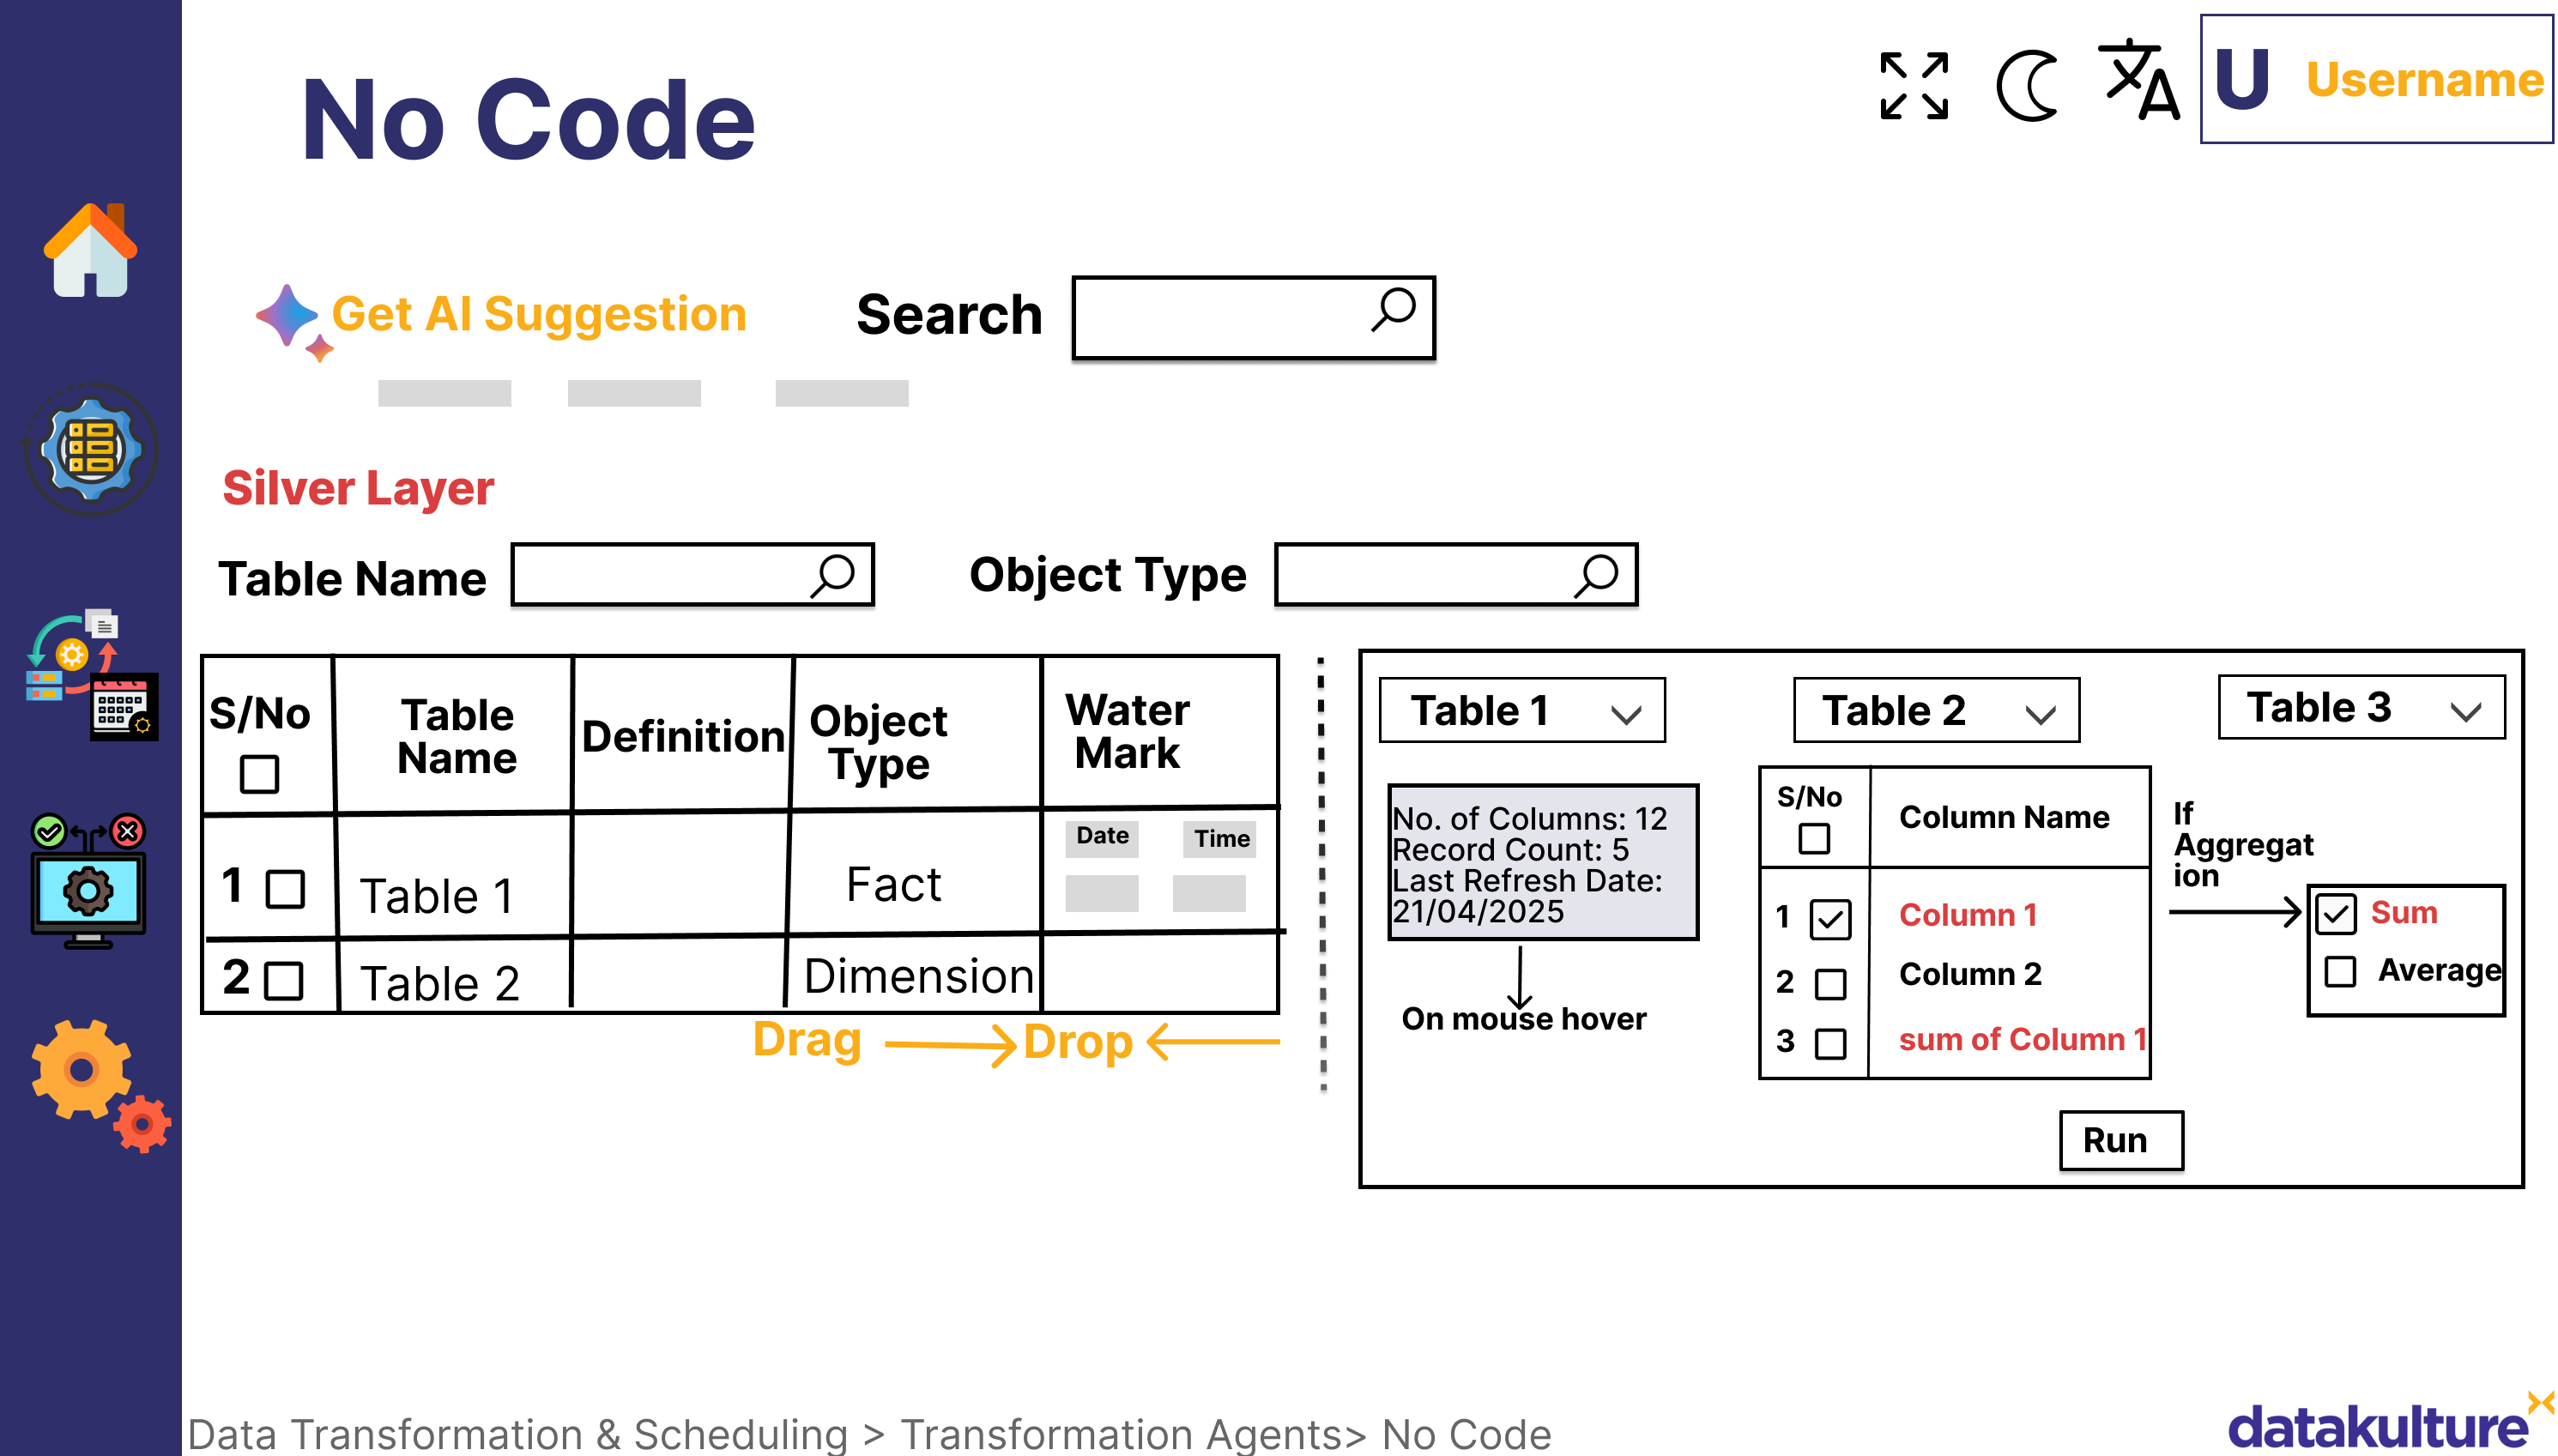 No Code
U Username
Get AI Suggestion
Search
Silver Layer
Table Name
Object Type
S/No
Table
Name
Definition
Object
Type
Water
Mark
1
Table 1
Fact
Date
Time
2
Table 2
Dimension
Drag
Drop
Table 1
Table 2
Table 3
No. of Columns: 12
Record Count: 5
Last Refresh Date:
21/04/2025
On mouse hover
S/No
Column Name
1
Column 1
2
Column 2
3
sum of Column 1
If
Aggregat
ion
Sum
Average
Run
Data Transformation & Scheduling > Transformation Agents> No Code
datakulture